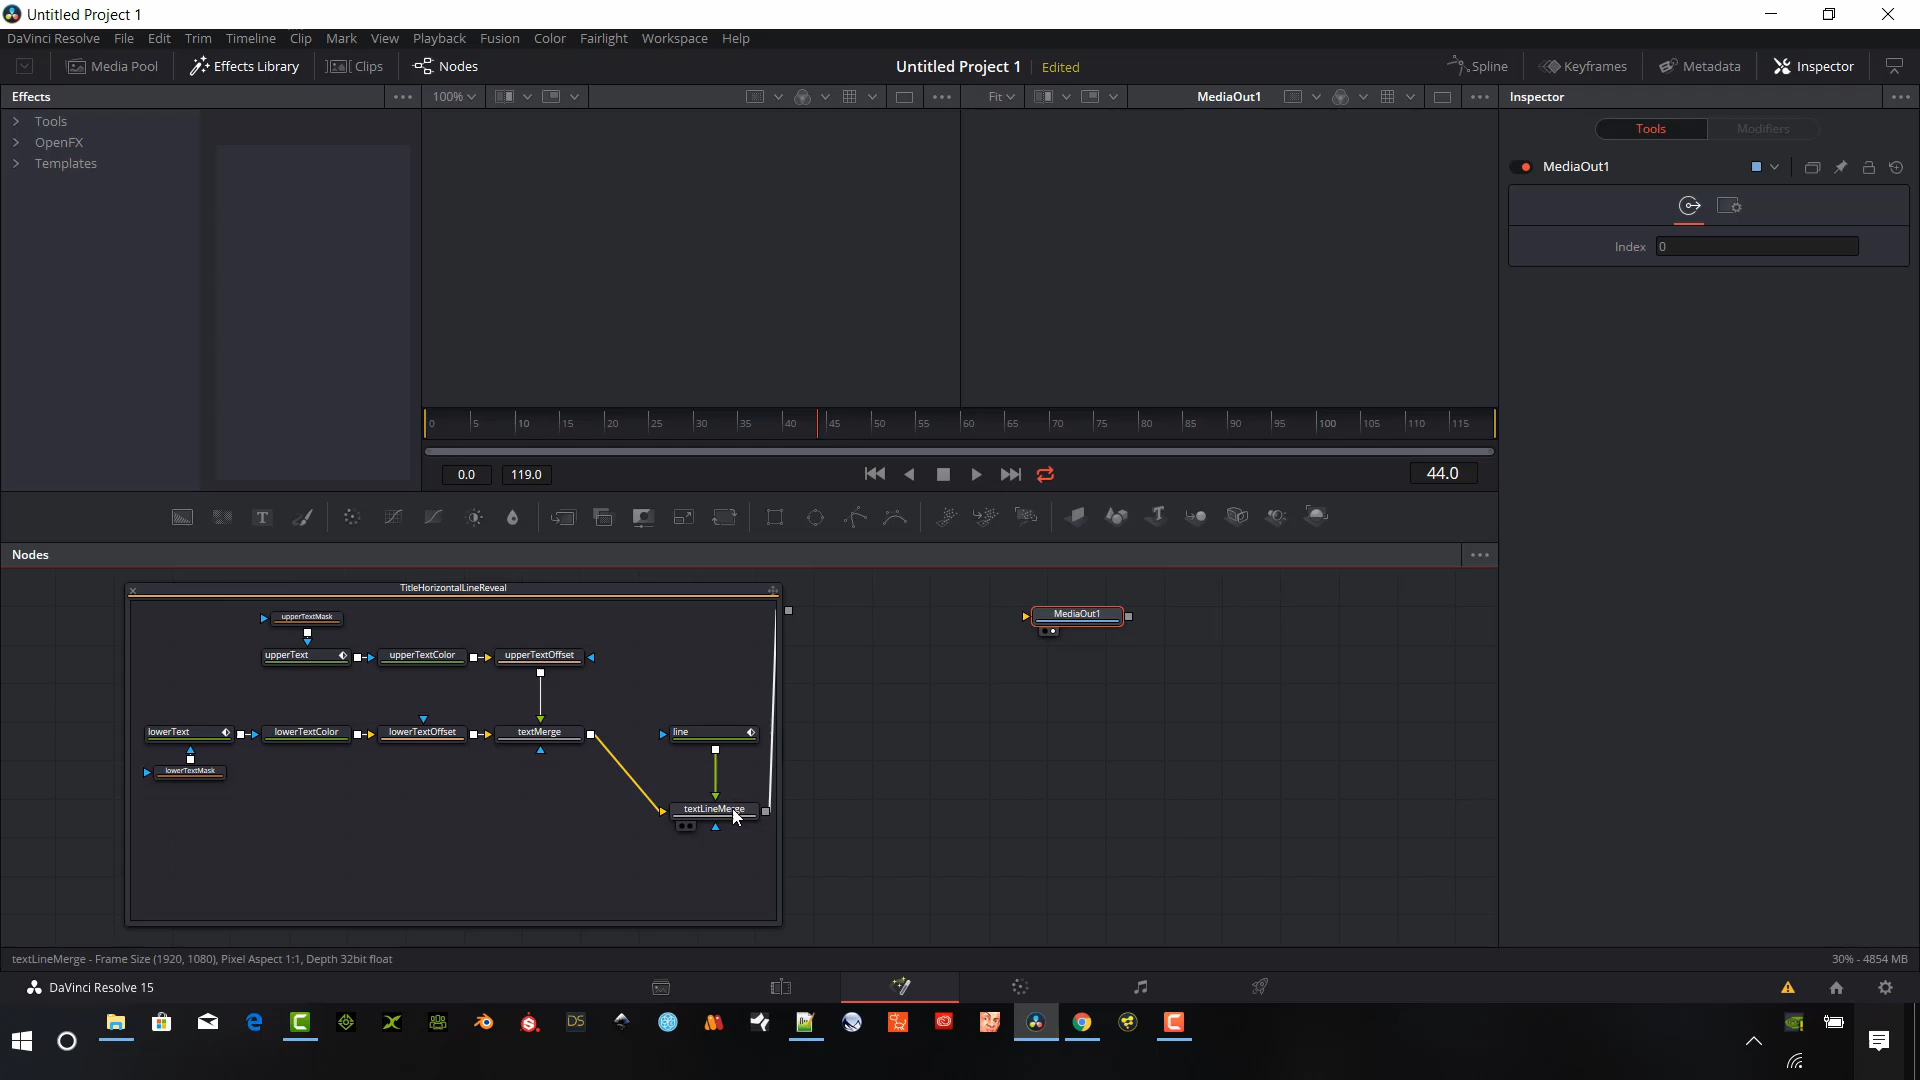 Untitled Project 1
DaVinci Resolve File Edit Trim Timeline Clip Mark View Playback Fusion Color Fairlight Workspace Help
Media Pool Effects Library Clips Nodes Untitled Project 1 Edited Spline Keyframes Metadata Inspector
Effects 100% Fit MediaOut1 Inspector
Tools
OpenFX
Templates
Tools Modifiers
MediaOut1
Index 0
0 5 10 15 20 25 30 35 40 45 50 55 60 65 70 75 80 85 90 95 100 105 110 115
0.0 119.0 44.0
Nodes
TitleHorizontalLineReveal
upperTextMask
MediaOut1
upperText upperTextColor upperTextOffset
lowerText lowerTextColor lowerTextOffset textMerge line
lowerTextMask
textLineMerge
textLineMerge - Frame Size (1920, 1080), Pixel Aspect 1:1, Depth 32bit float 30% - 4854 MB
DaVinci Resolve 15
DS